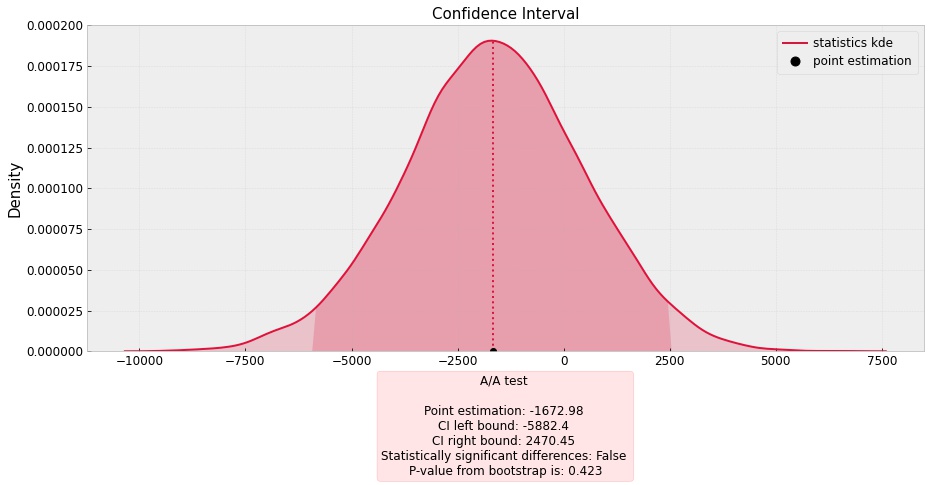 Confidence Interval
0.000200
0.000175
0.000150
0.000125
0.000100
0.000075
0.000050
0.000025
0.000000
Density
statistics kde
point estimation
−10000 −7500 −5000 −2500 0 2500 5000 7500
A/A test
Point estimation: -1672.98
CI left bound: -5882.4
CI right bound: 2470.45
Statistically significant differences: False
P-value from bootstrap is: 0.423